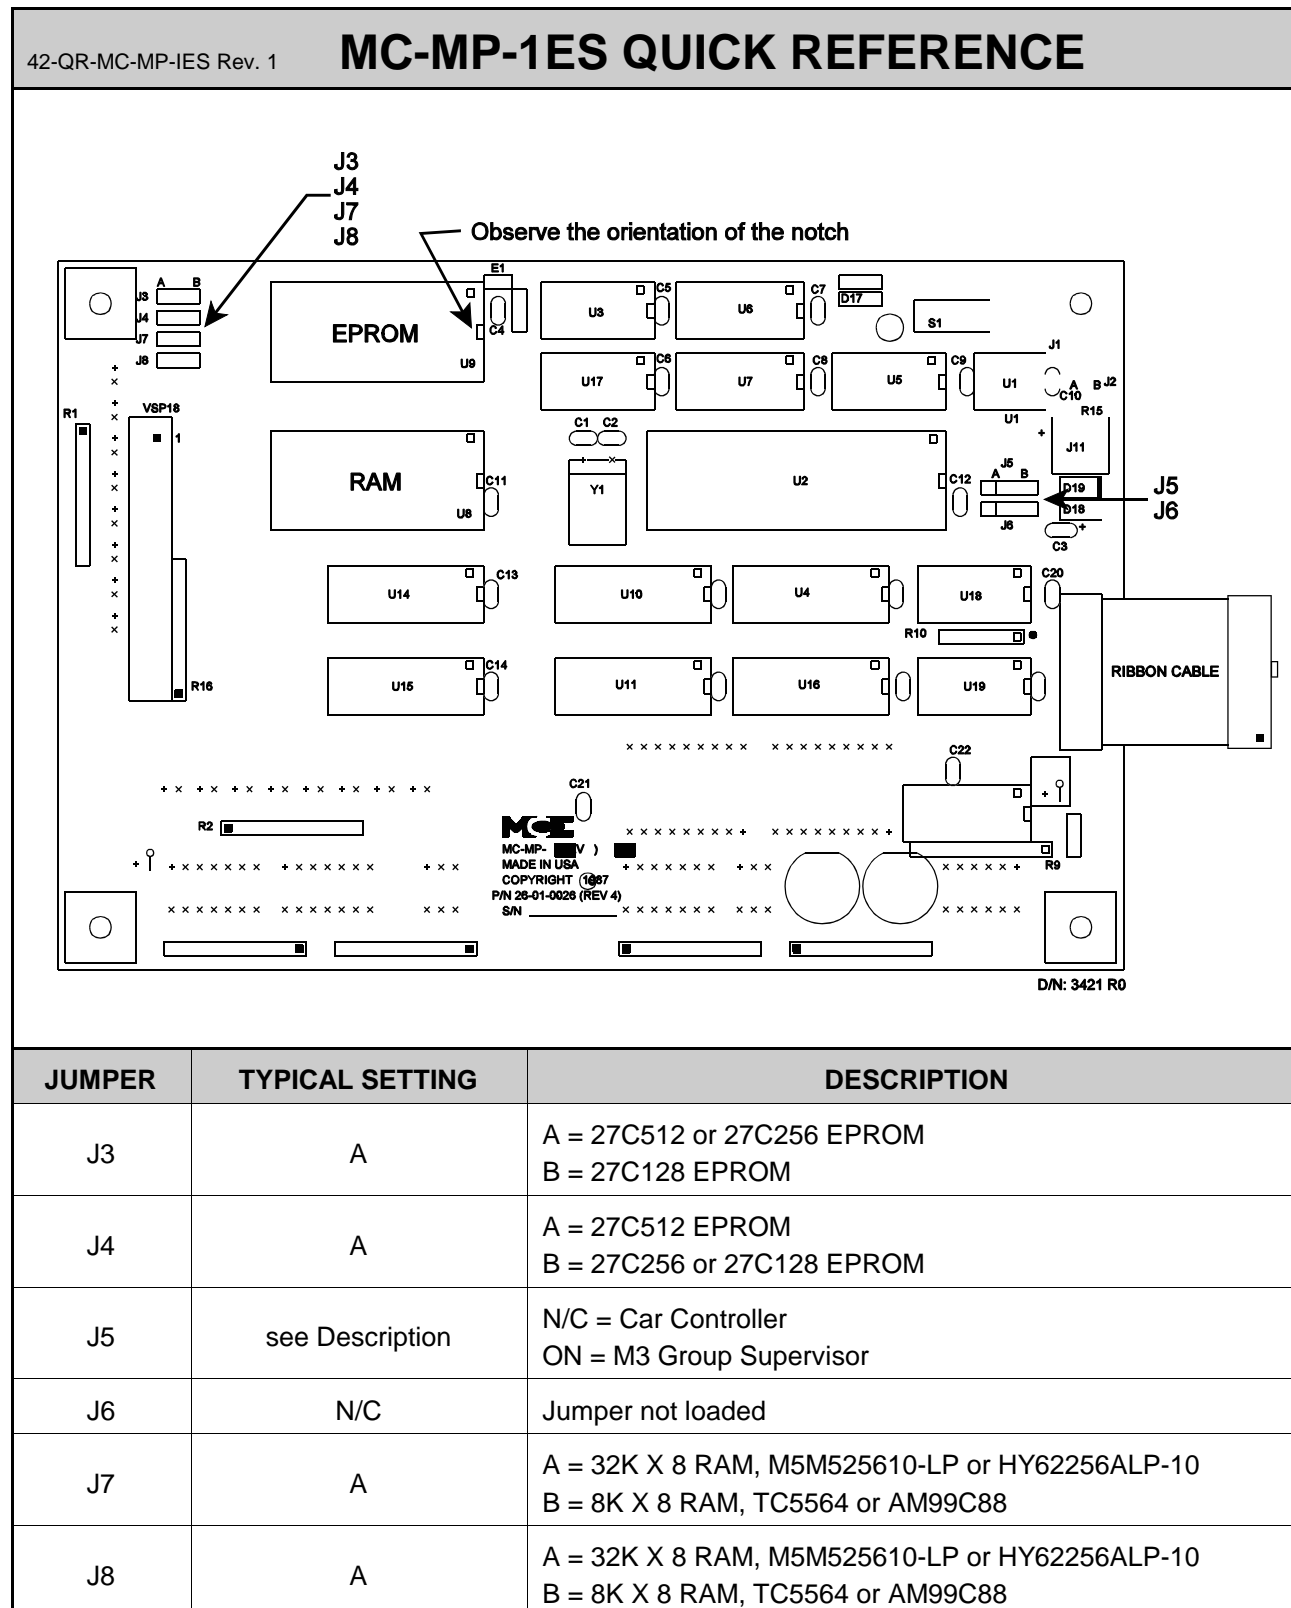 42-QR-MC-MP-IES Rev. 1 MC-MP-1ES QUICK REFERENCE
J3
J4
J7
J8
Observe the orientation of the notch
A B
J3
J4
J7
J8
EPROM
U9
E1
C4
U3
C5
U6
C7
D17
S1
J1
U17
C6
U7
C8
U5
C9
U1
U1
C10
A B J2
R15
J11
R1
VSP18
1
RAM
U8
C11
C1 C2
Y1
U2
C12
J5
A B
J6
D19
D18
C3
J5
J6
U14
C13
U10
U4
U18
C20
R10
RIBBON CABLE
R16
U15
C14
U11
U16
U19
C22
C21
R2
R9
MCE
MC-MP- V )
MADE IN USA
COPYRIGHT 1987
P/N 26-01-0026 (REV 4)
S/N
D/N: 3421 R0
JUMPER TYPICAL SETTING DESCRIPTION
J3 A A = 27C512 or 27C256 EPROM
B = 27C128 EPROM
J4 A A = 27C512 EPROM
B = 27C256 or 27C128 EPROM
J5 see Description N/C = Car Controller
ON = M3 Group Supervisor
J6 N/C Jumper not loaded
J7 A A = 32K X 8 RAM, M5M525610-LP or HY62256ALP-10
B = 8K X 8 RAM, TC5564 or AM99C88
J8 A A = 32K X 8 RAM, M5M525610-LP or HY62256ALP-10
B = 8K X 8 RAM, TC5564 or AM99C88